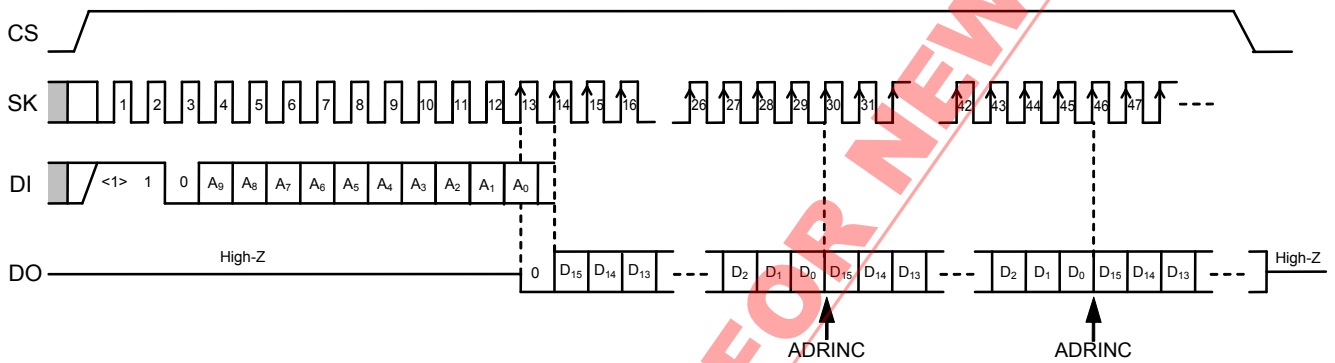 CS
SK 1 2 3 4 5 6 7 8 9 10 11 12 13 14 15 16 26 27 28 29 30 31 42 43 44 45 46 47
DI <1> 1 0 A9 A8 A7 A6 A5 A4 A3 A2 A1 A0
DO High-Z 0 D15 D14 D13 D2 D1 D0 D15 D14 D13 D2 D1 D0 D15 D14 D13 High-Z
ADRINC ADRINC
FOR NEW